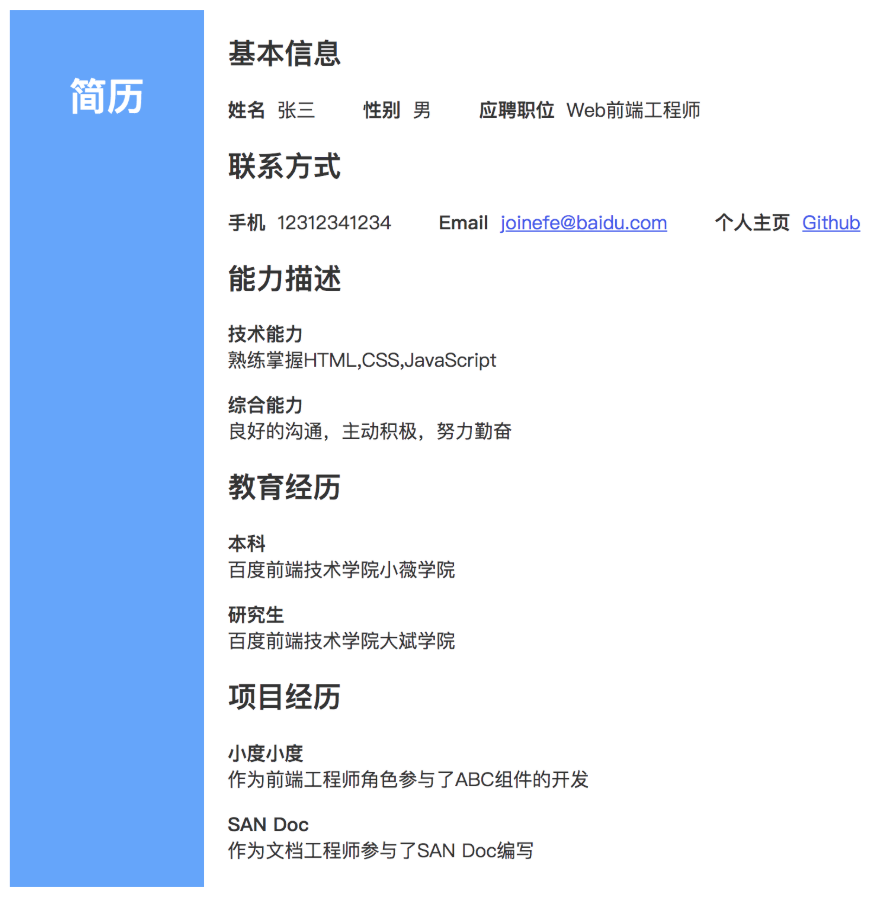 简历
基本信息
姓名 张三 性别 男 应聘职位 Web前端工程师
联系方式
手机 12312341234 Email joinefe@baidu.com 个人主页 Github
能力描述
技术能力
熟练掌握HTML,CSS,JavaScript
综合能力
良好的沟通，主动积极，努力勤奋
教育经历
本科
百度前端技术学院小薇学院
研究生
百度前端技术学院大斌学院
项目经历
小度小度
作为前端工程师角色参与了ABC组件的开发
SAN Doc
作为文档工程师参与了SAN Doc编写